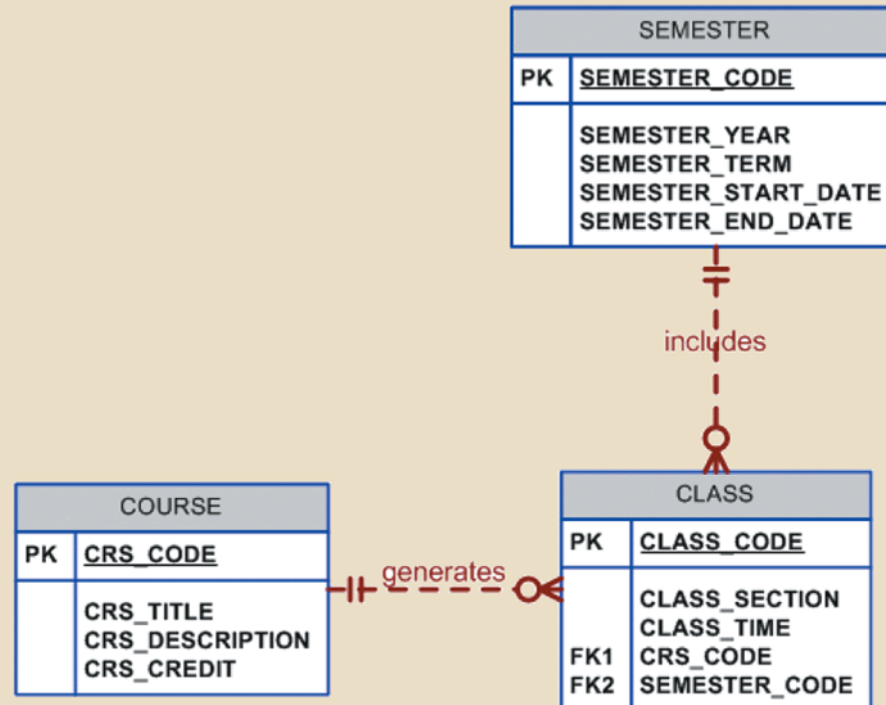 SEMESTER
PK SEMESTER_CODE
SEMESTER_YEAR
SEMESTER_TERM
SEMESTER_START_DATE
SEMESTER_END_DATE
includes
COURSE
PK CRS_CODE
CRS_TITLE
CRS_DESCRIPTION
CRS_CREDIT
generates
CLASS
PK CLASS_CODE
CLASS_SECTION
CLASS_TIME
FK1 CRS_CODE
FK2 SEMESTER_CODE